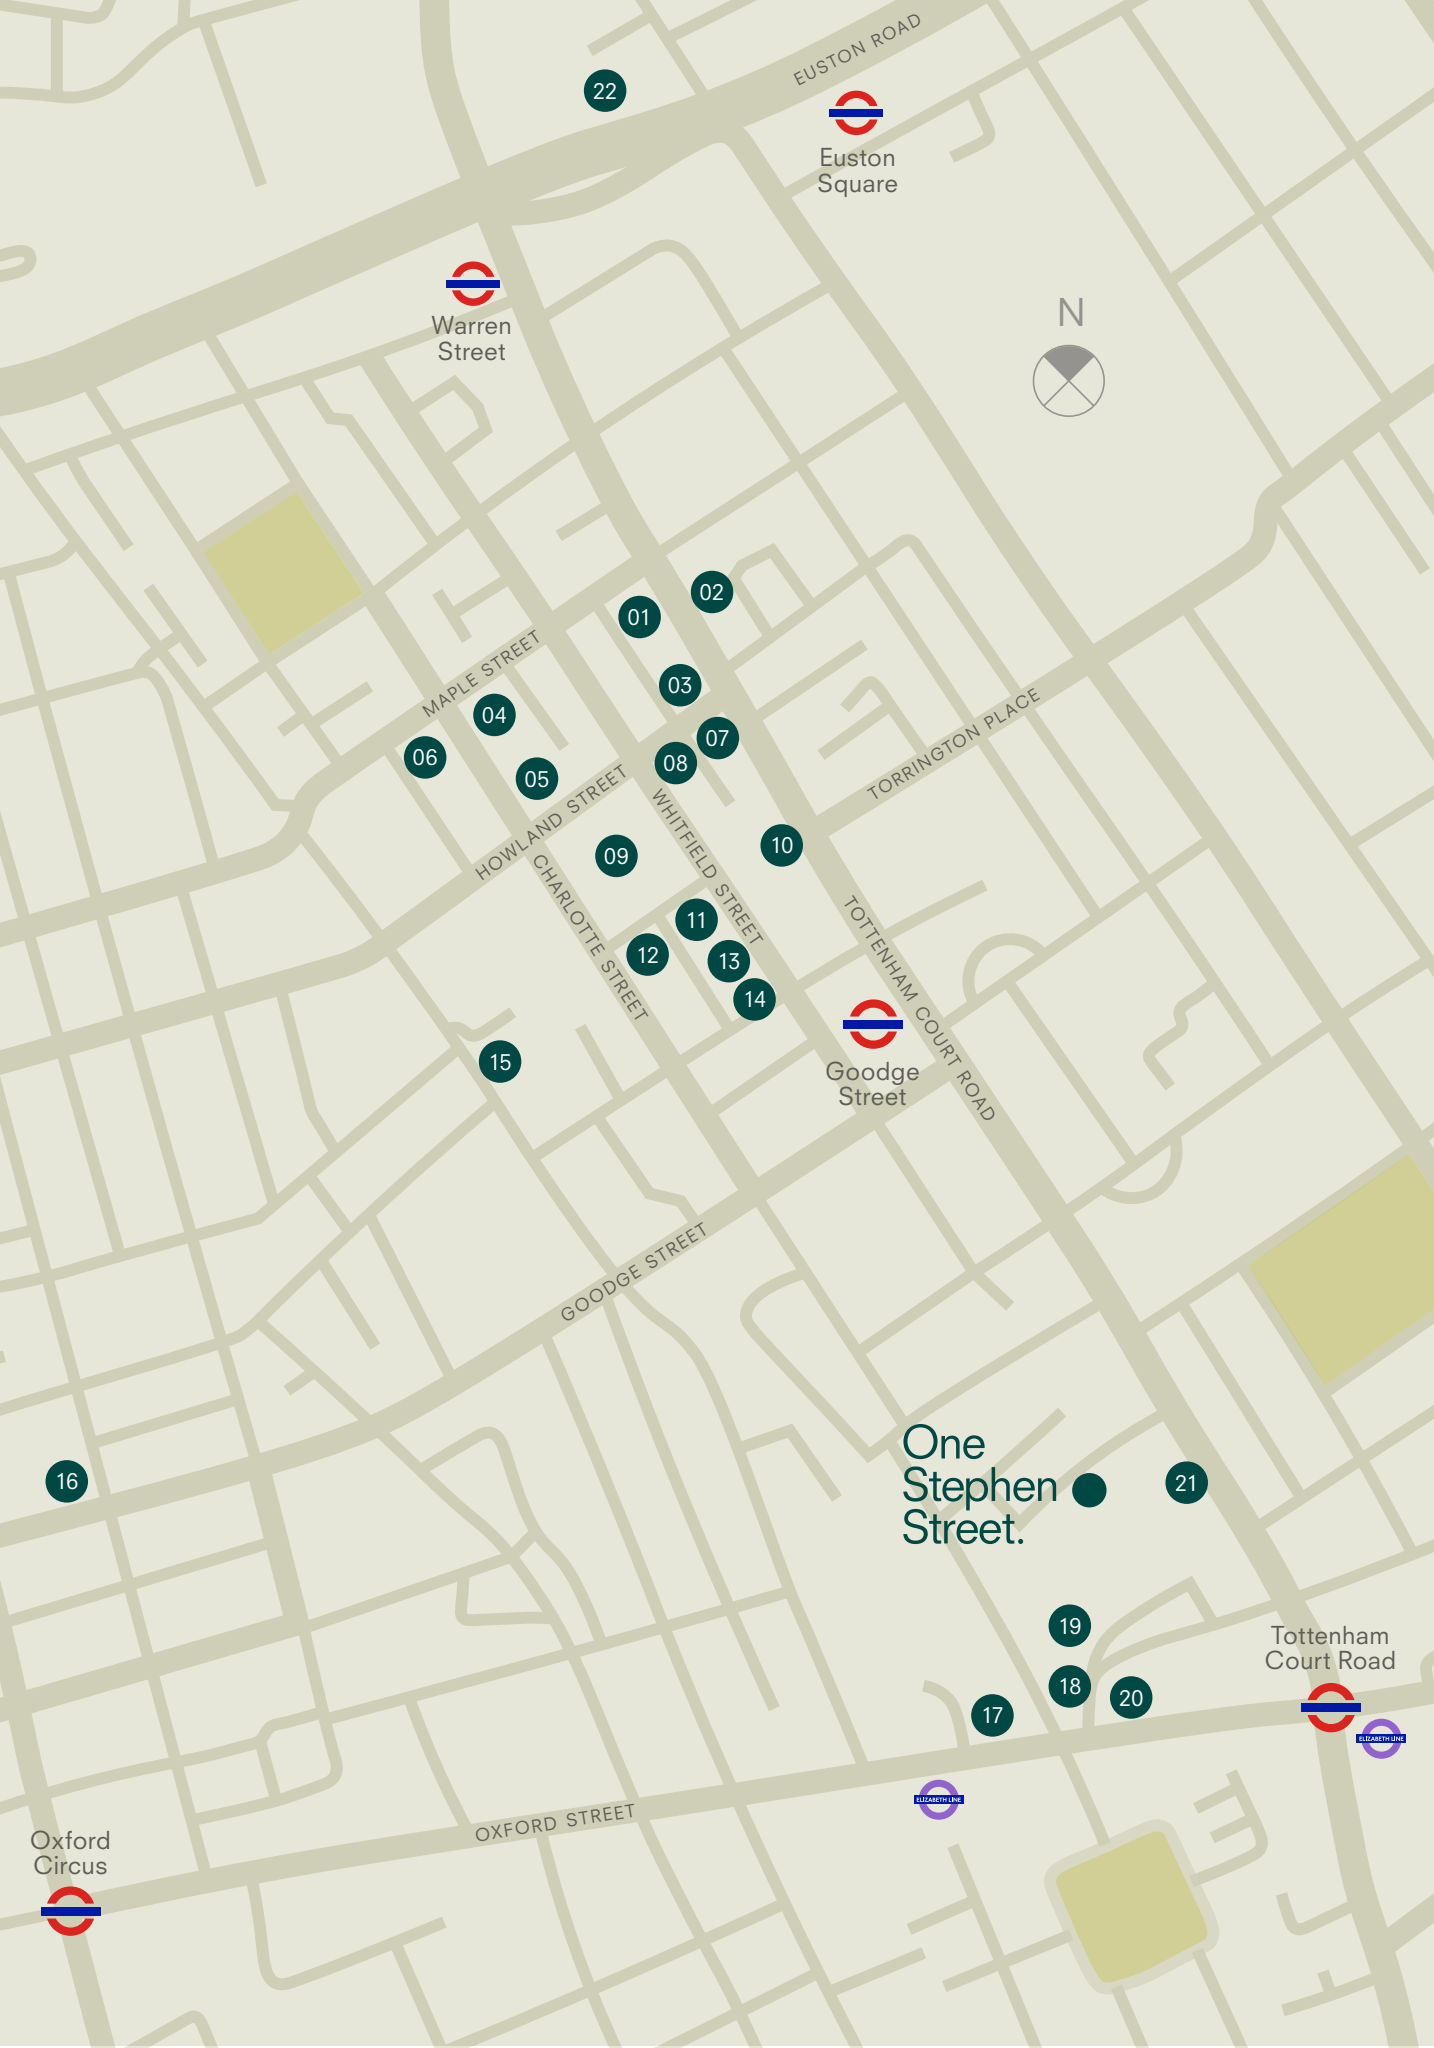 EUSTON ROAD
22
Euston
Square
Warren
Street
N
02
01
MAPLE STREET
03
04
TORRINGTON PLACE
07
06
08
05
HOWLAND STREET
WHITFIELD STREET
10
09
CHARLOTTE STREET
TOTTENHAM COURT ROAD
11
12
13
14
15
Goodge
Street
GOODGE STREET
One
Stephen
Street.
16
21
19
Tottenham
Court Road
18
20
17
ELIZABETH LINE
ELIZABETH LINE
OXFORD STREET
Oxford
Circus